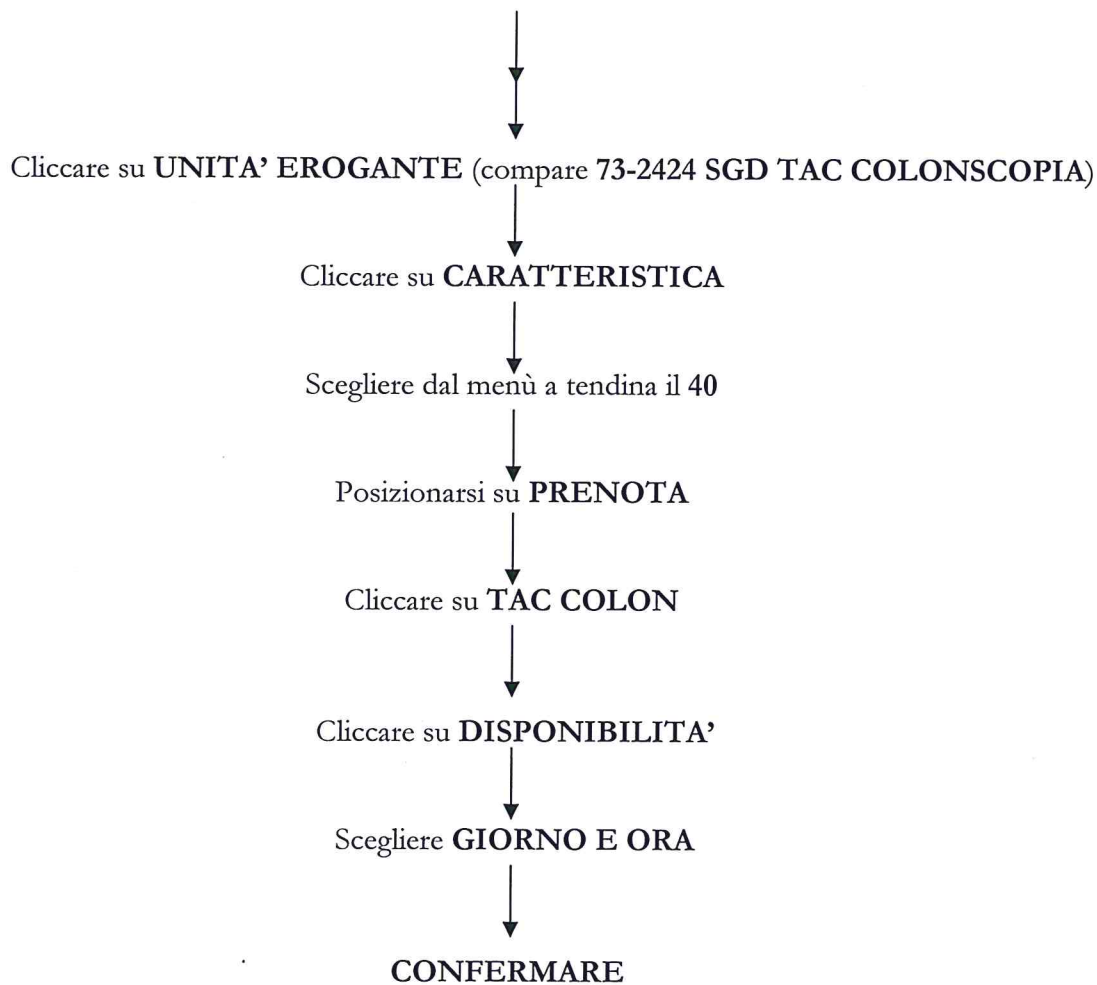 Cliccare su UNITA' EROGANTE (compare 73-2424 SGD TAC COLONSCOPIA)
Cliccare su CARATTERISTICA
Scegliere dal menù a tendina il 40
Posizionarsi su PRENOTA
Cliccare su TAC COLON
Cliccare su DISPONIBILITA'
Scegliere GIORNO E ORA
CONFERMARE